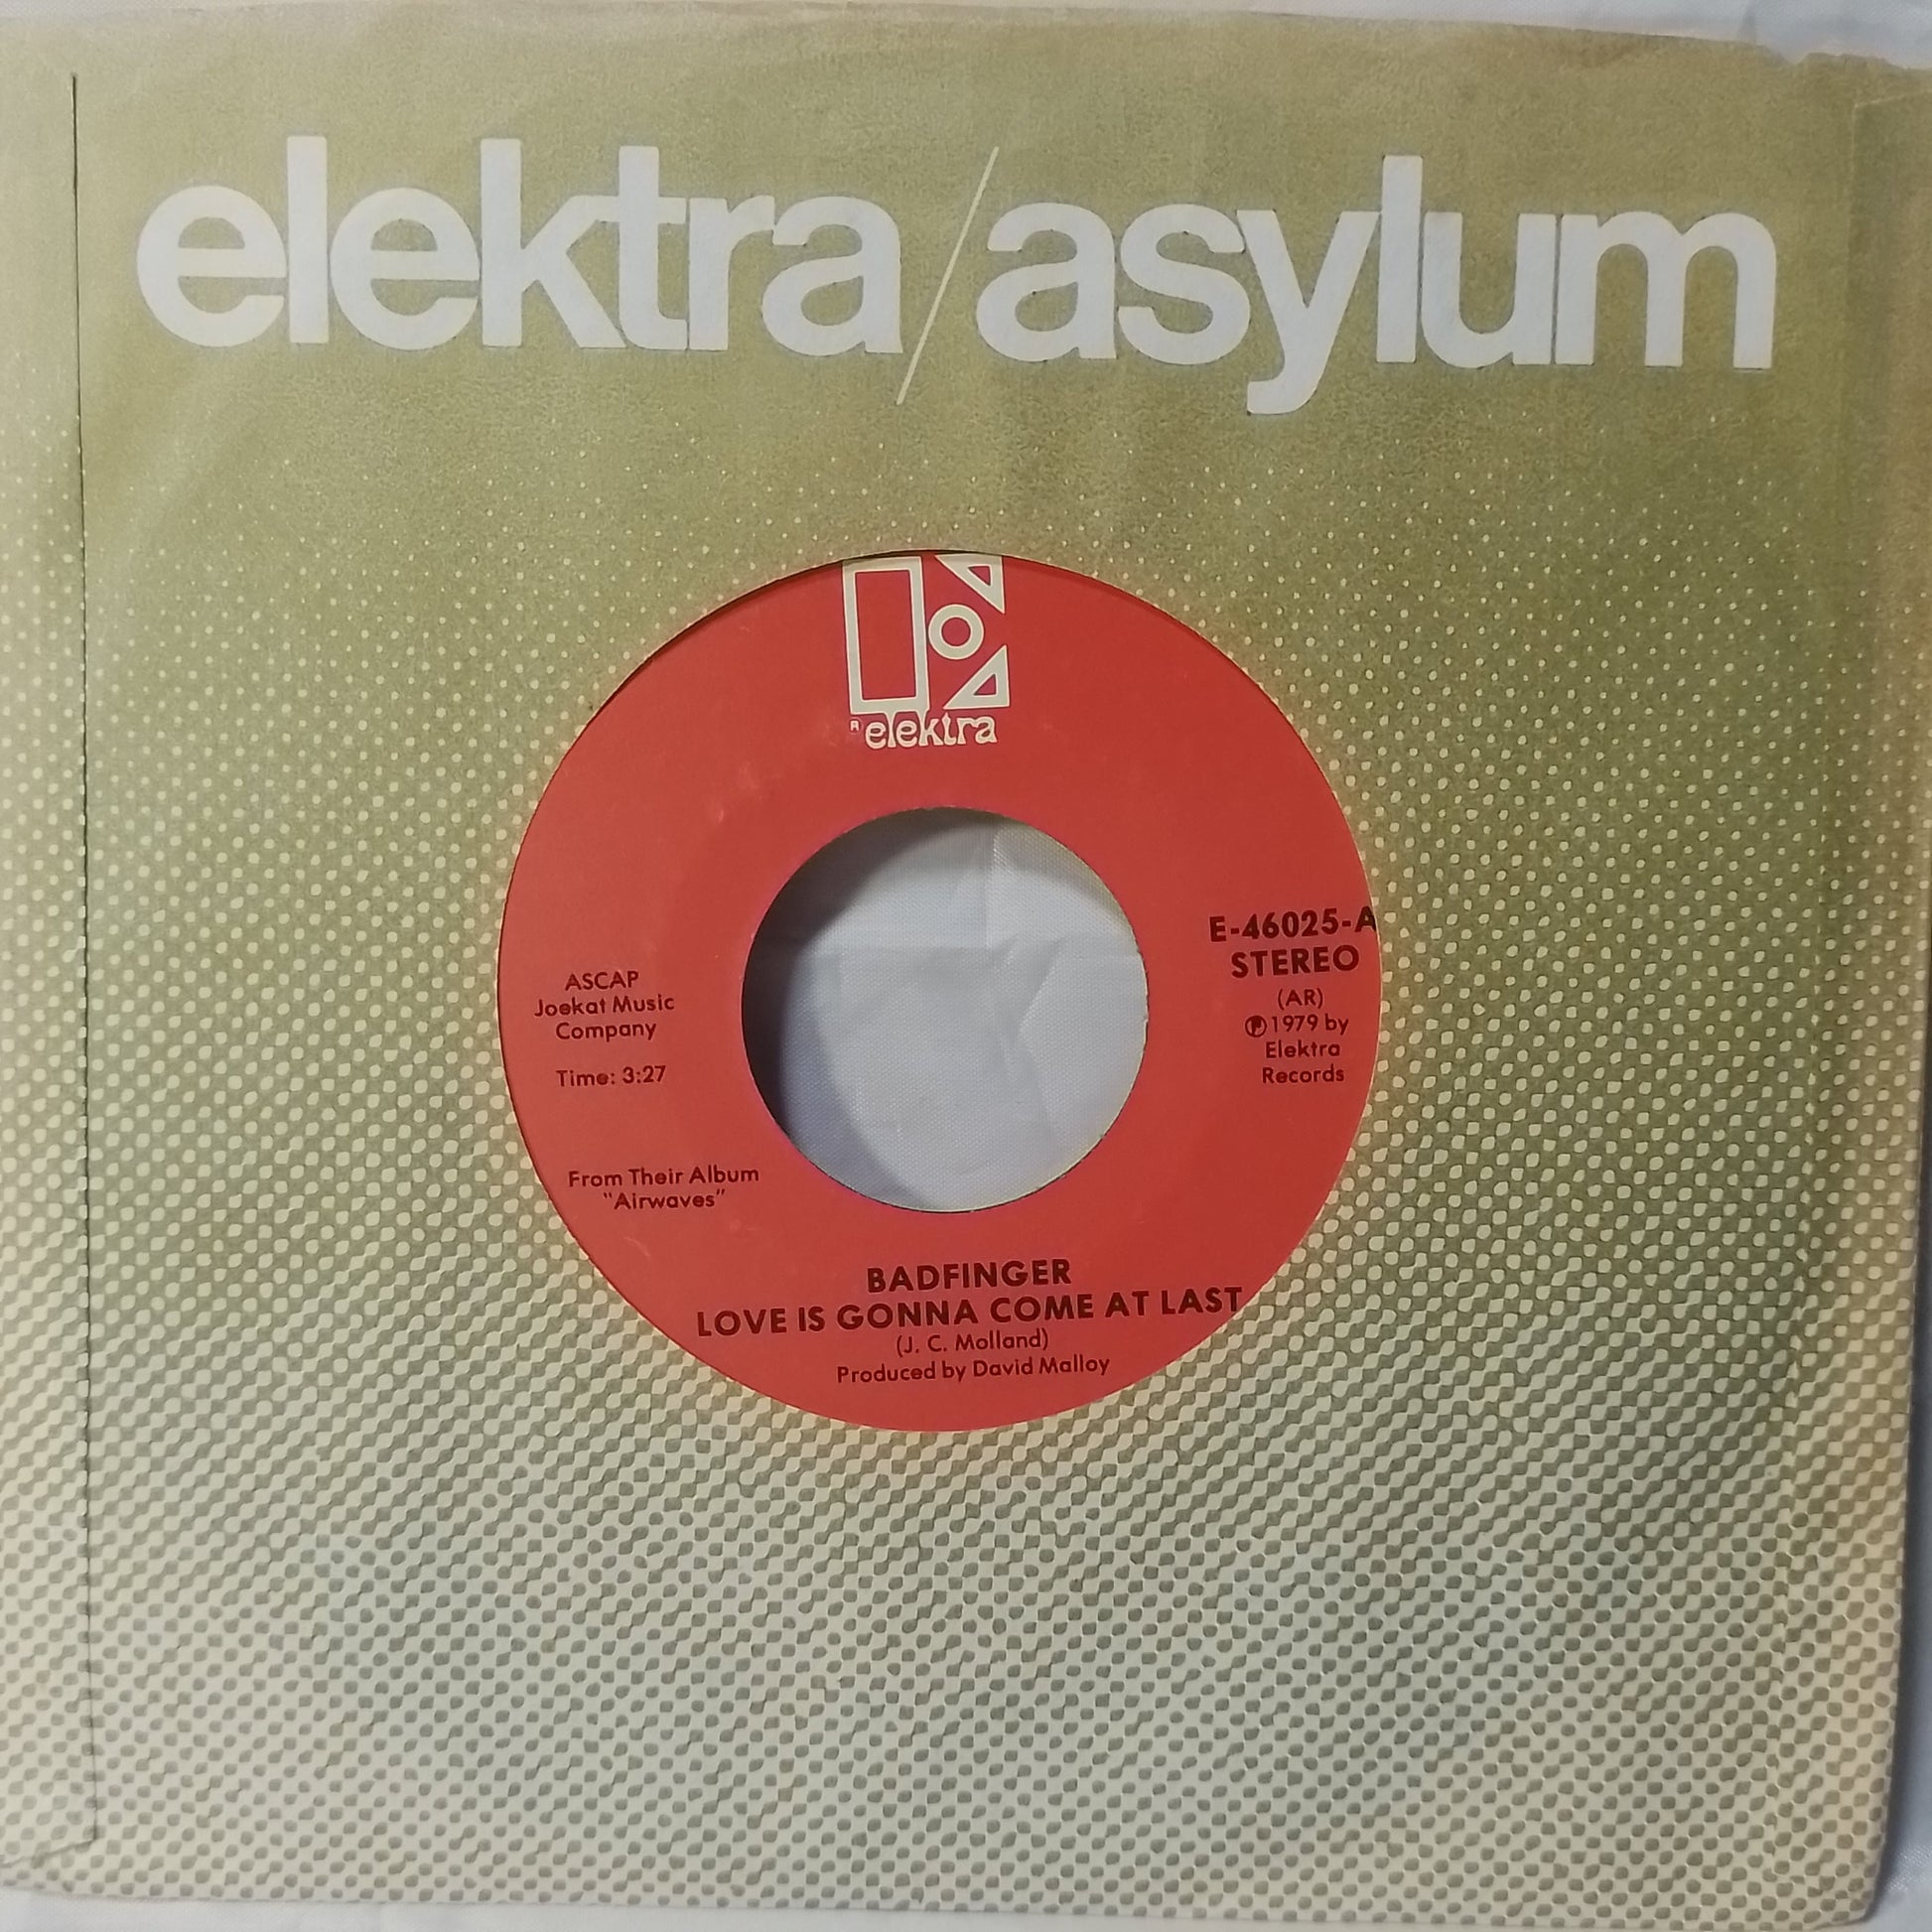 elektra/asylum
® elektra
E-46025-A
STEREO
(AR)
℗ 1979 by
Elektra
Records
ASCAP
Joekat Music
Company
Time: 3:27
From Their Album
"Airwaves"
BADFINGER
LOVE IS GONNA COME AT LAST
(J. C. Molland)
Produced by David Malloy